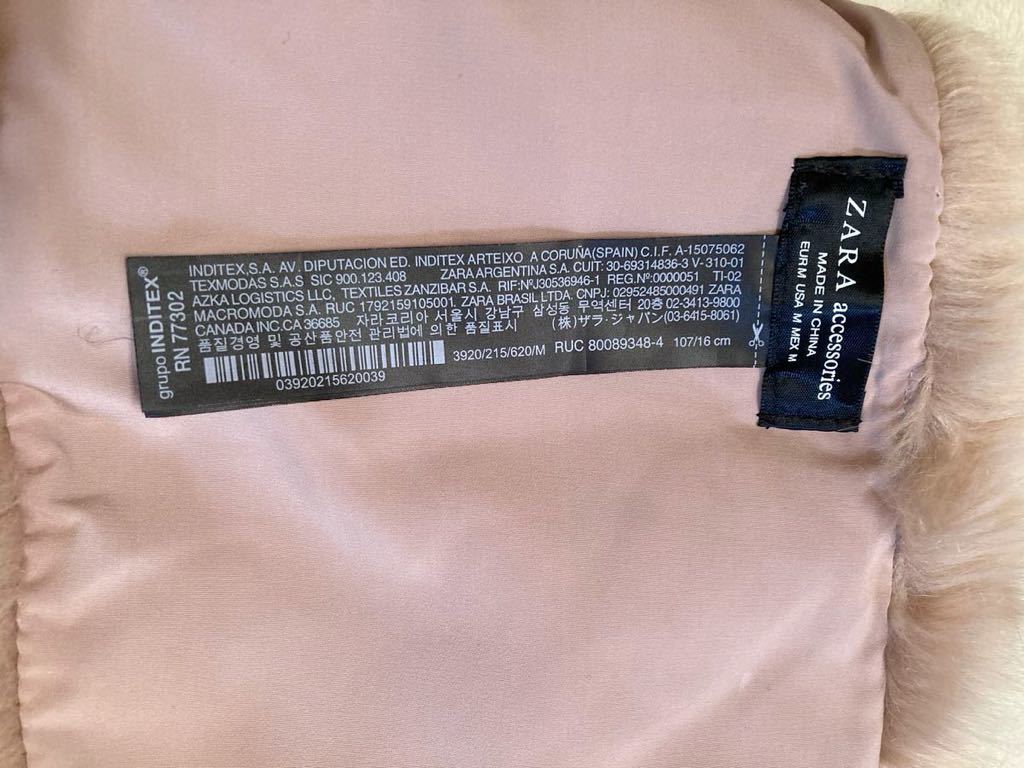 grupo INDITEX®
RN 77302
INDITEX,S.A. AV. DIPUTACION ED. INDITEX ARTEIXO A CORUÑA(SPAIN) C.I.F. A-15075062
TEXMODAS S.A.S SIC 900.123.408 ZARA ARGENTINA S.A. CUIT: 30-69314836-3 V-310-01
AZKA LOGISTICS LLC, TEXTILES ZANZIBAR S.A. RIF:NºJ30536946-1 REG.Nº:0000051 TI-02
MACROMODA S.A. RUC 1792159105001. ZARA BRASIL LTDA. CNPJ: 02952485000491 ZARA
CANADA INC.CA 36685 자라코리아 서울시 강남구 삼성동 무역센터 20층 02-3413-9800
품질경영 및 공산품안전 관리법에 의한 품질표시 (株)ザラ・ジャパン(03-6415-8061)
3920/215/620/M RUC 80089348-4 107/16 cm
03920215620039
ZARA accessories
MADE IN CHINA
EUR M USA M MEX M